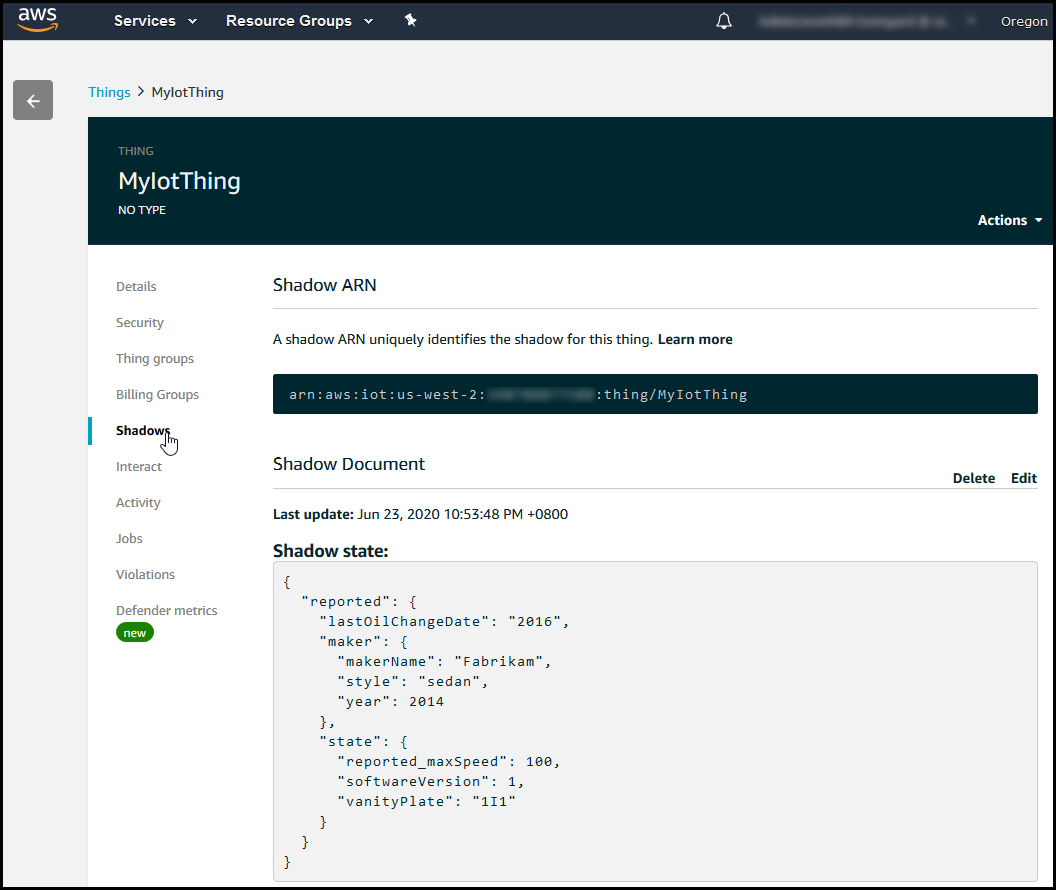 aws Services Resource Groups Oregon
Things > MyIotThing
THING
MyIotThing
NO TYPE
Actions
Details
Security
Thing groups
Billing Groups
Shadows
Interact
Activity
Jobs
Violations
Defender metrics
new
Shadow ARN
A shadow ARN uniquely identifies the shadow for this thing. Learn more
arn:aws:iot:us-west-2: :thing/MyIotThing
Shadow Document
Delete Edit
Last update: Jun 23, 2020 10:53:48 PM +0800
Shadow state:
{
  "reported": {
    "lastOilChangeDate": "2016",
    "maker": {
      "makerName": "Fabrikam",
      "style": "sedan",
      "year": 2014
    },
    "state": {
      "reported_maxSpeed": 100,
      "softwareVersion": 1,
      "vanityPlate": "1I1"
    }
  }
}